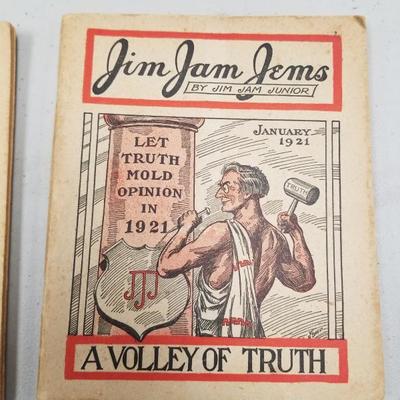 Jim Jam Jems
BY JIM JAM JUNIOR
JANUARY
1921
LET
TRUTH
MOLD
OPINION
IN
1921
TRUTH
JJJ
A VOLLEY OF TRUTH